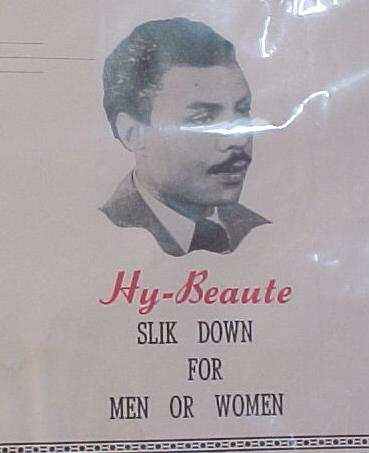 Hy-Beaute
SLIK DOWN
FOR
MEN OR WOMEN